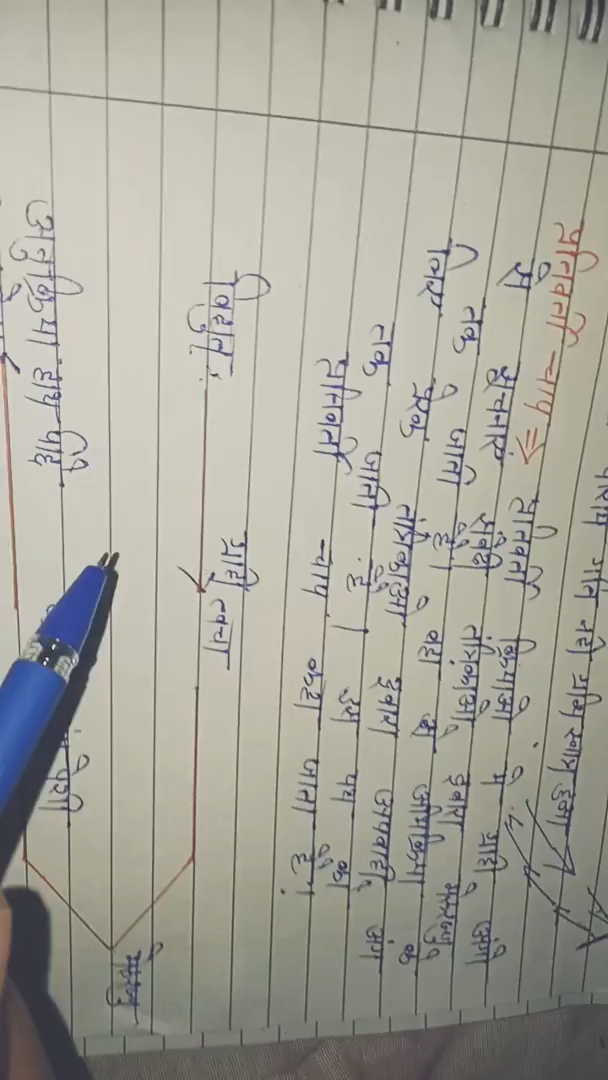 प्रतिवर्ती चाप ⇒ प्रतिवर्ती क्रियाओं में ग्राही अंगो
से सूचनाएं संवेदी तंत्रिकाओ द्वारा मेरुरज्जु
तक जाती है। वहा से अभिक्रिया के
लिए प्रेरक तंत्रिकाओं द्वारा अपवाही अंग
तक जाती है। इस पथ को
प्रतिवर्ती चाप कहा जाता है।
विद्युत
ग्राही त्वचा
मेरुरज्जु
अनुक्रिया हाथ